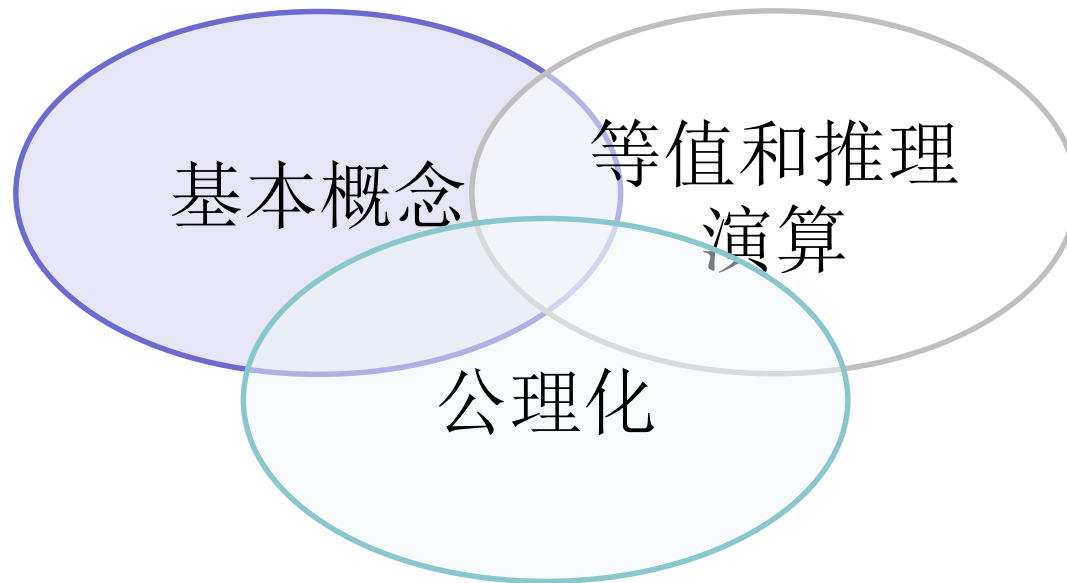 基本概念
等值和推理
演算
公理化